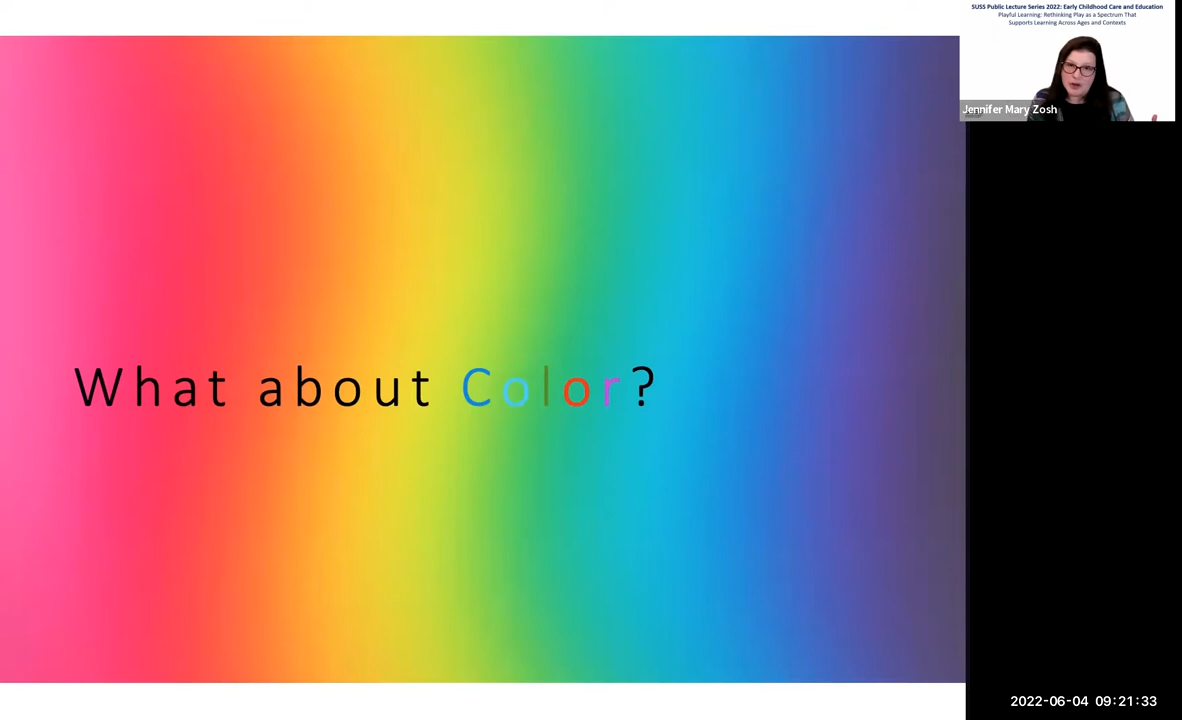 SUSS Public Lecture Series 2022: Early Childhood Care and Education
Playful Learning: Rethinking Play as a Spectrum That
Supports Learning Across Ages and Contexts
Jennifer Mary Zosh
What about Color?
2022-06-04 09:21:33